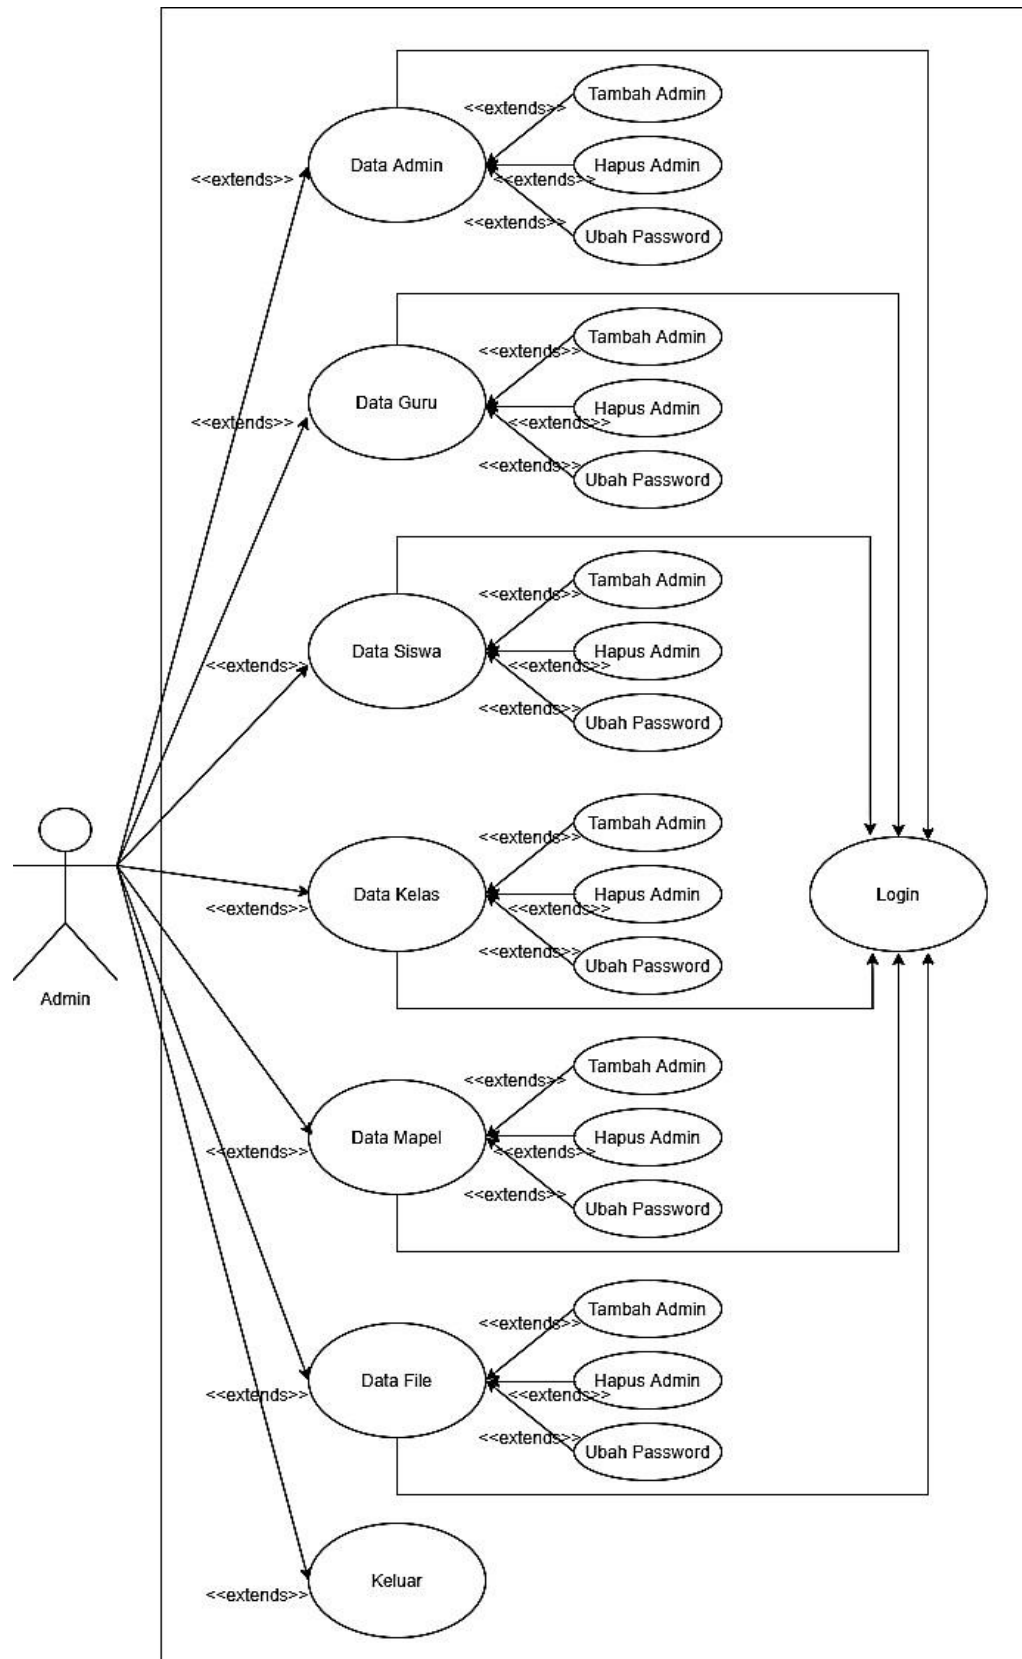 Tambah Admin
<<extends>>
Data Admin
Hapus Admin
<<extends>>
<<extends>>
<<extends>>
Ubah Password
Tambah Admin
<<extends>>
Data Guru
Hapus Admin
<<extends>>
<<extends>>
<<extends>>
Ubah Password
Tambah Admin
<<extends>>
Data Siswa
Hapus Admin
<<extends>>
<<extends>>
<<extends>>
Ubah Password
Tambah Admin
<<extends>>
Data Kelas
Hapus Admin
Login
<<extends>>
<<extends>>
<<extends>>
Ubah Password
Admin
Tambah Admin
<<extends>>
Data Mapel
Hapus Admin
<<extends>>
<<extends>>
<<extends>>
Ubah Password
Tambah Admin
<<extends>>
Data File
Hapus Admin
<<extends>>
<<extends>>
<<extends>>
Ubah Password
Keluar
<<extends>>